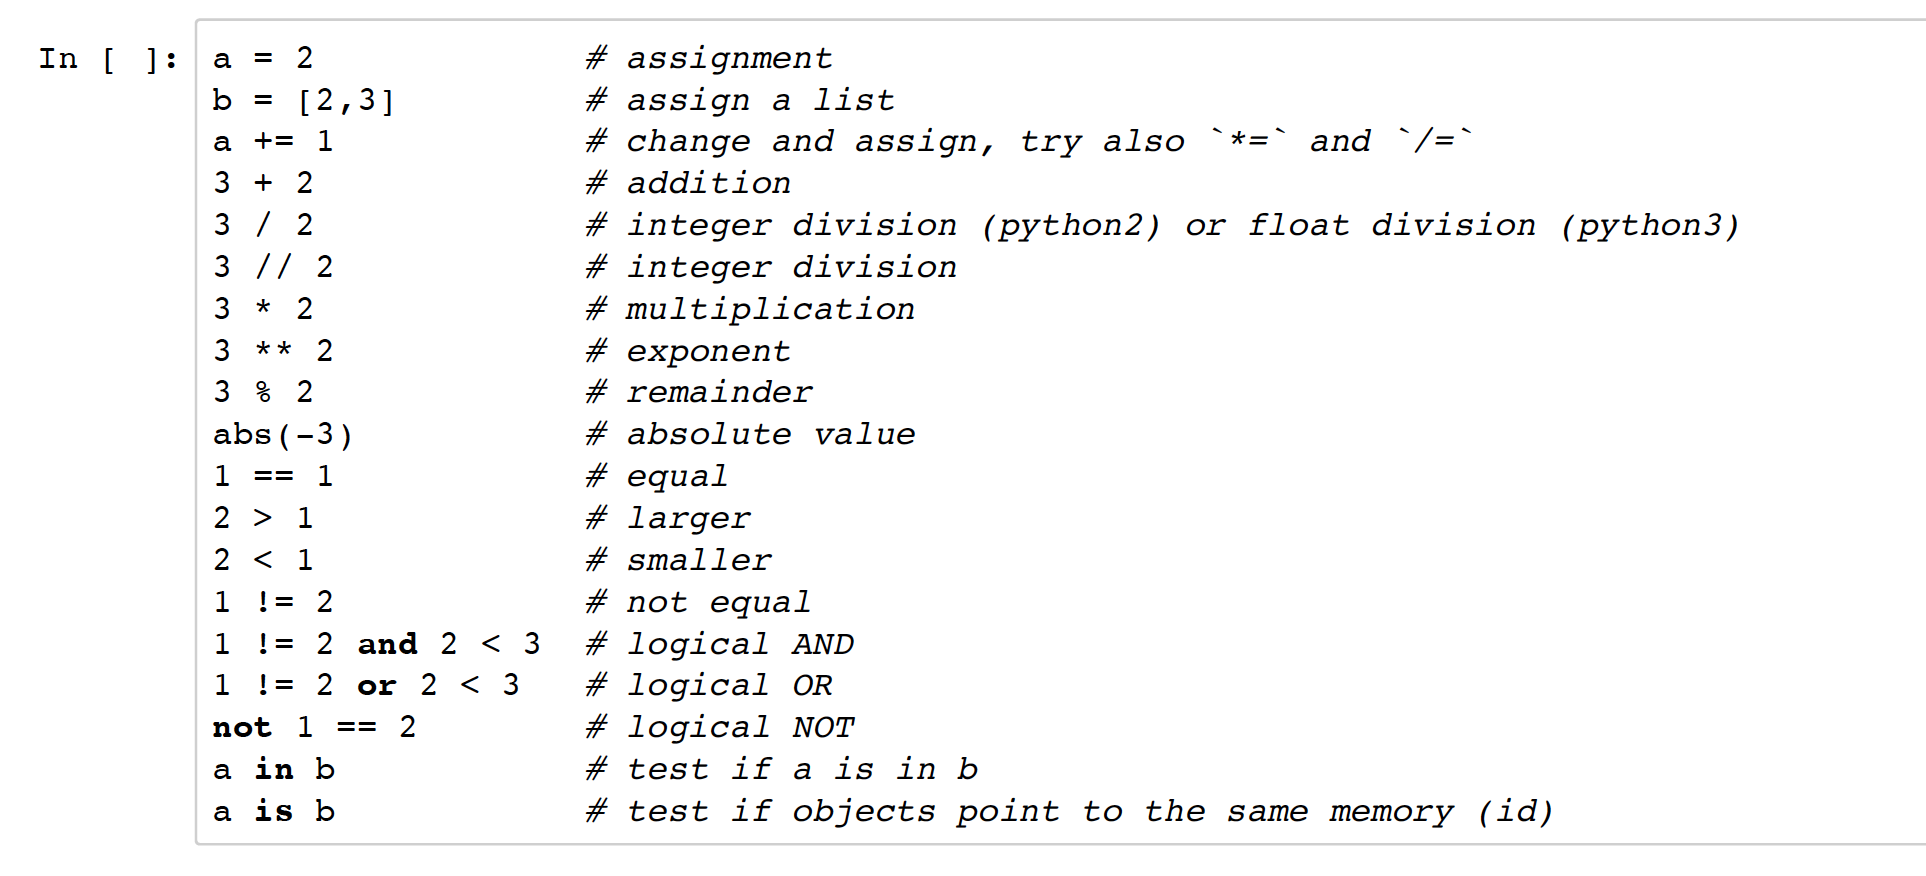 In [ ]: a = 2             # assignment
b = [2,3]         # assign a list
a += 1            # change and assign, try also `*=` and `/=`
3 + 2             # addition
3 / 2             # integer division (python2) or float division (python3)
3 // 2            # integer division
3 * 2             # multiplication
3 ** 2            # exponent
3 % 2             # remainder
abs(-3)           # absolute value
1 == 1            # equal
2 > 1             # larger
2 < 1             # smaller
1 != 2            # not equal
1 != 2 and 2 < 3  # logical AND
1 != 2 or 2 < 3   # logical OR
not 1 == 2        # logical NOT
a in b            # test if a is in b
a is b            # test if objects point to the same memory (id)